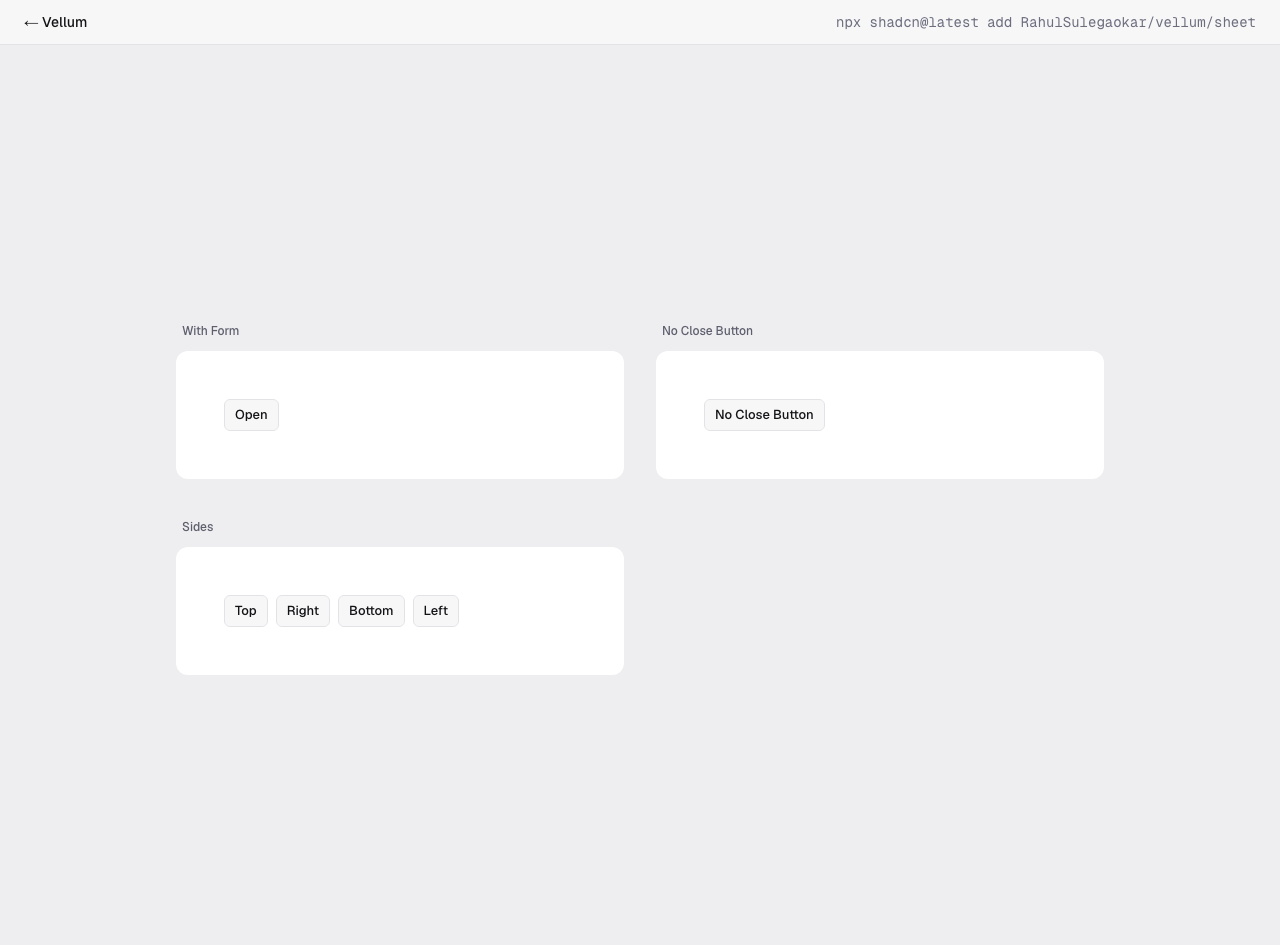 ← Vellum
npx shadcn@latest add RahulSulegaokar/vellum/sheet
With Form
Open
No Close Button
No Close Button
Sides
Top Right Bottom Left